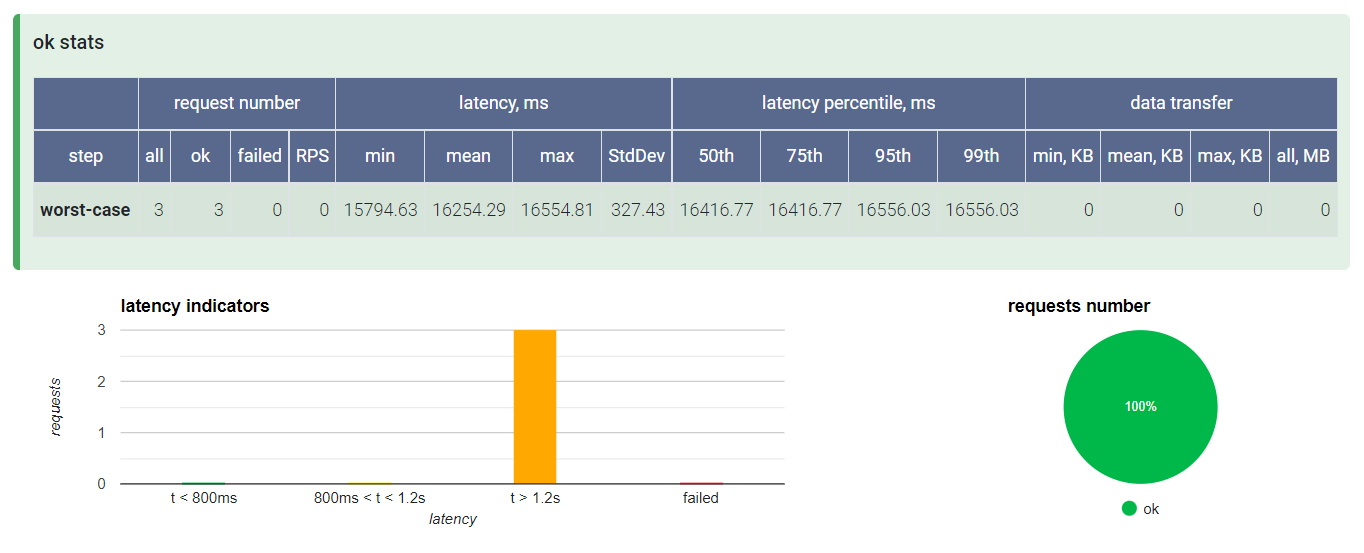 ok stats
request number latency, ms latency percentile, ms data transfer
step all ok failed RPS min mean max StdDev 50th 75th 95th 99th min, KB mean, KB max, KB all, MB
worst-case 3 3 0 0 15794.63 16254.29 16554.81 327.43 16416.77 16416.77 16556.03 16556.03 0 0 0 0
latency indicators
3
2
1
0
requests
t < 800ms 800ms < t < 1.2s t > 1.2s failed
latency
requests number
100%
ok